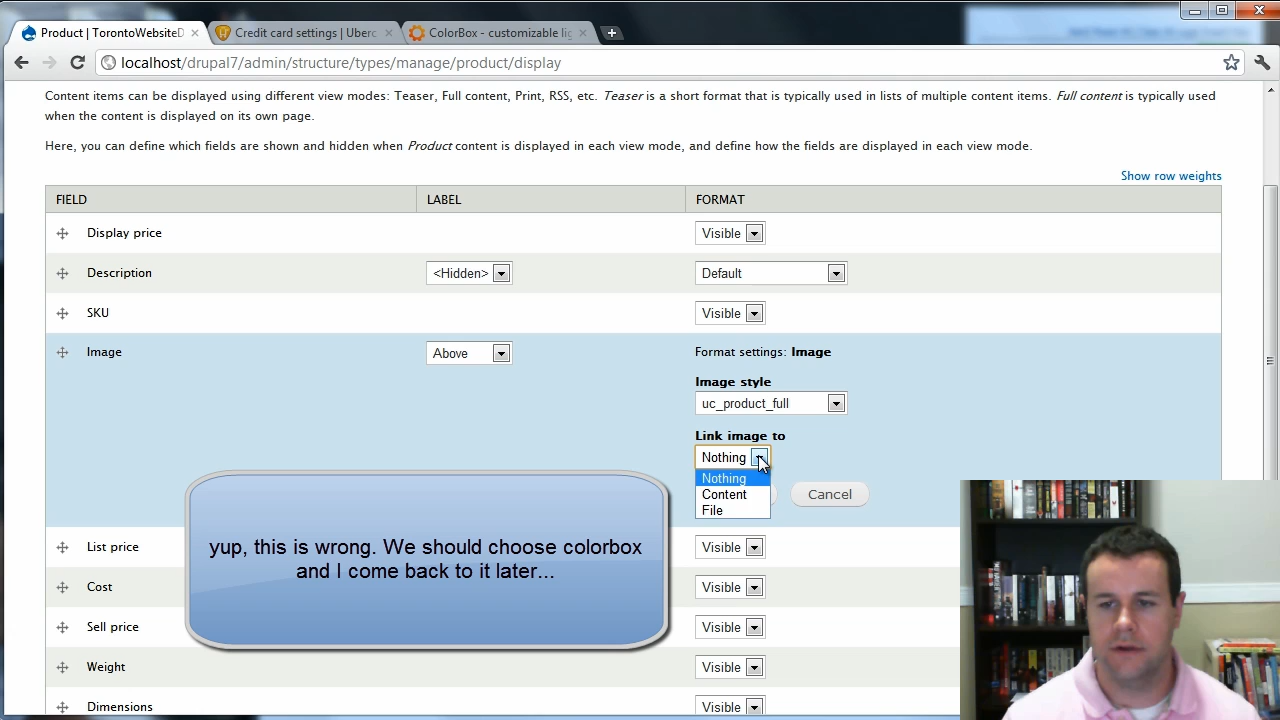 Product | TorontoWebsiteD
Credit card settings | Uberc
ColorBox - customizable lig
localhost/drupal7/admin/structure/types/manage/product/display
Content items can be displayed using different view modes: Teaser, Full content, Print, RSS, etc. Teaser is a short format that is typically used in lists of multiple content items. Full content is typically used
when the content is displayed on its own page.
Here, you can define which fields are shown and hidden when Product content is displayed in each view mode, and define how the fields are displayed in each view mode.
Show row weights
FIELD LABEL FORMAT
Display price Visible
Description <Hidden> Default
SKU Visible
Image Above Format settings: Image
Image style
uc_product_full
Link image to
Nothing
Nothing
Content
File
Cancel
yup, this is wrong. We should choose colorbox
and I come back to it later...
List price Visible
Cost Visible
Sell price Visible
Weight Visible
Dimensions Visible